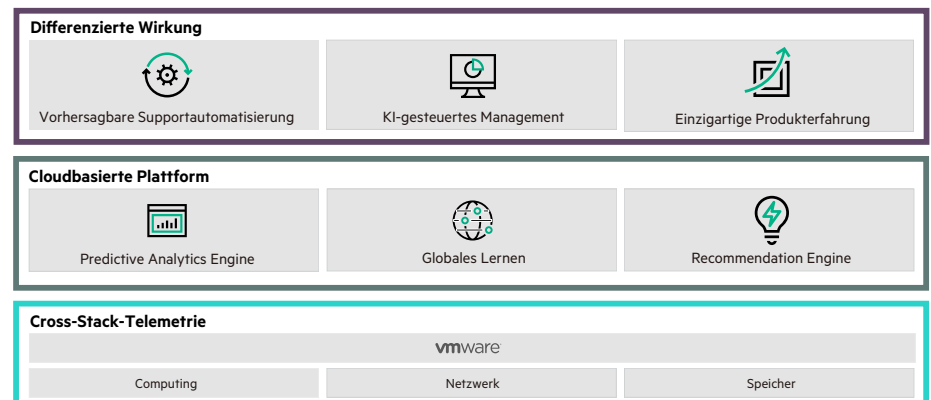 Differenzierte Wirkung
Vorhersagbare Supportautomatisierung
KI-gesteuertes Management
Einzigartige Produkterfahrung
Cloudbasierte Plattform
Predictive Analytics Engine
Globales Lernen
Recommendation Engine
Cross-Stack-Telemetrie
vmware
Computing
Netzwerk
Speicher